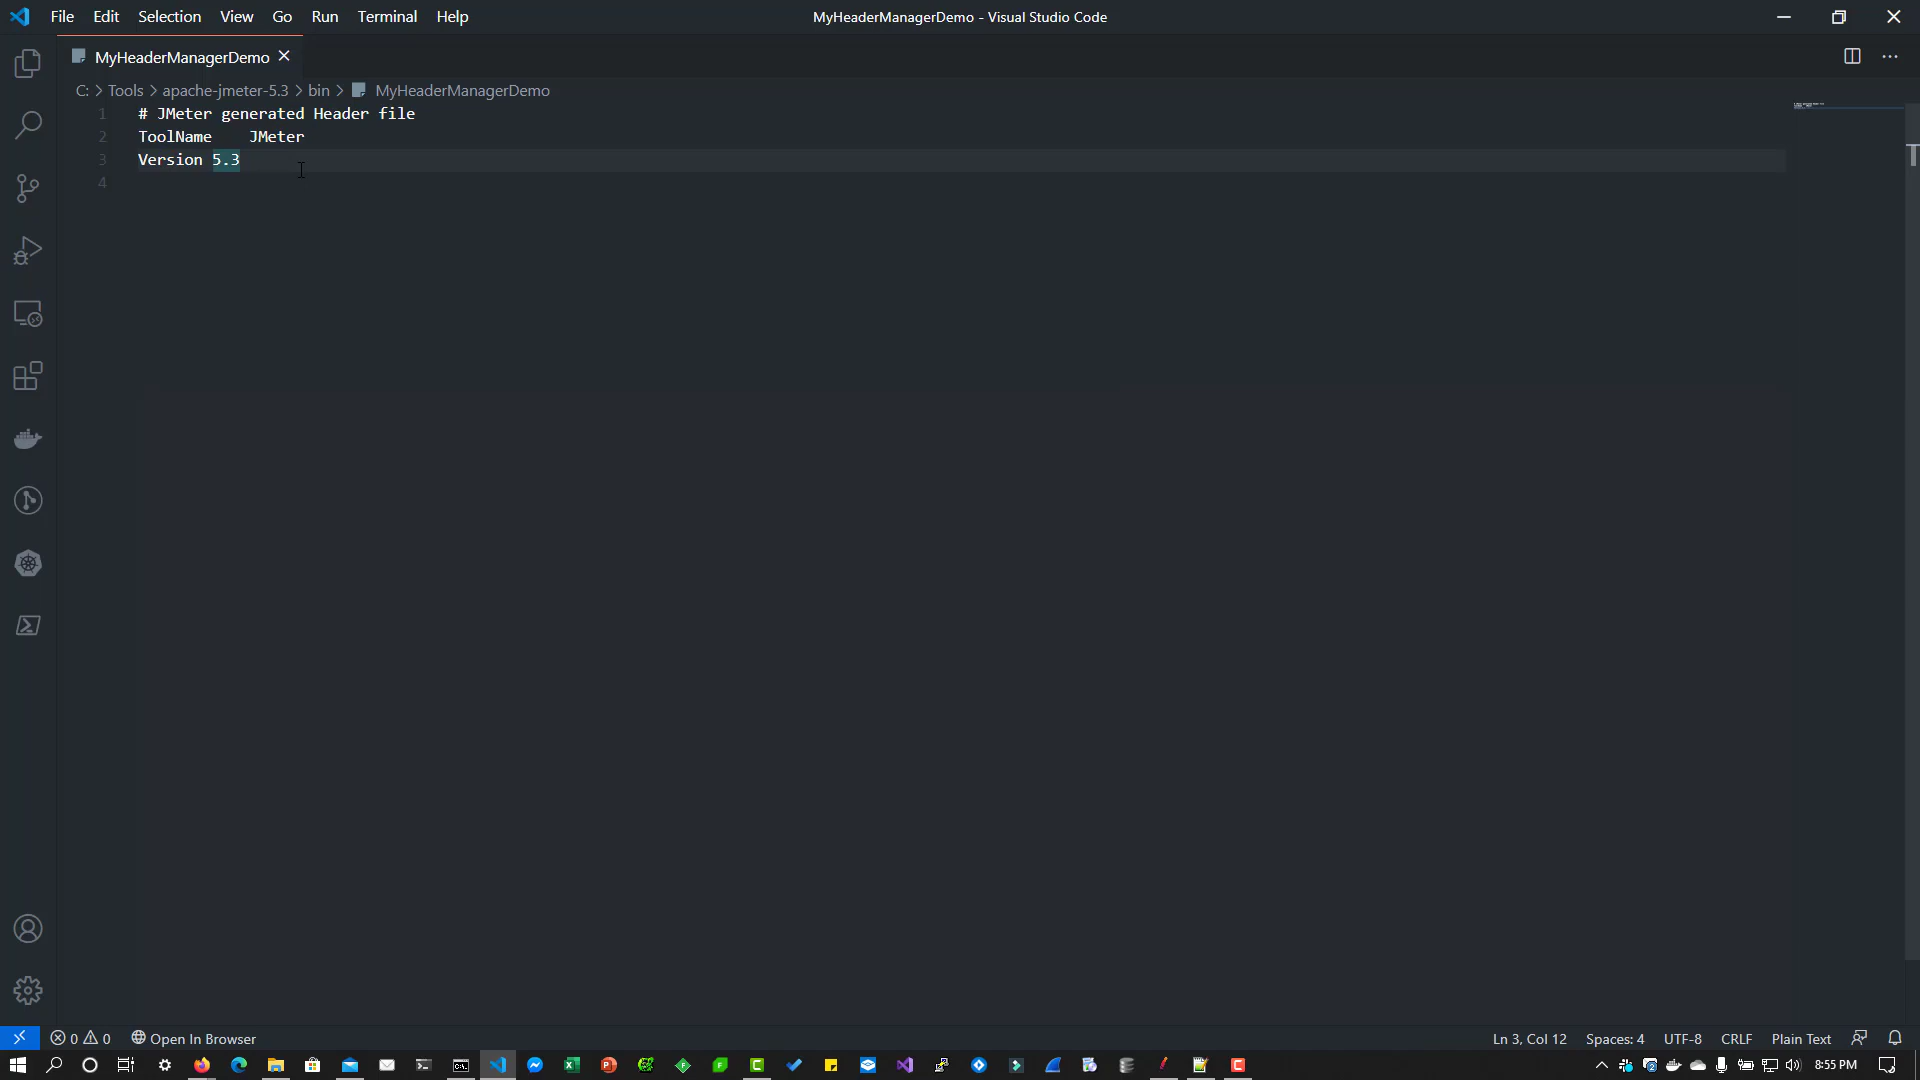 File Edit Selection View Go Run Terminal Help
MyHeaderManagerDemo - Visual Studio Code
MyHeaderManagerDemo
C: > Tools > apache-jmeter-5.3 > bin > MyHeaderManagerDemo
1 # JMeter generated Header file
2 ToolName    JMeter
3 Version 5.3
4
0 0 Open In Browser
Ln 3, Col 12 Spaces: 4 UTF-8 CRLF Plain Text
8:55 PM